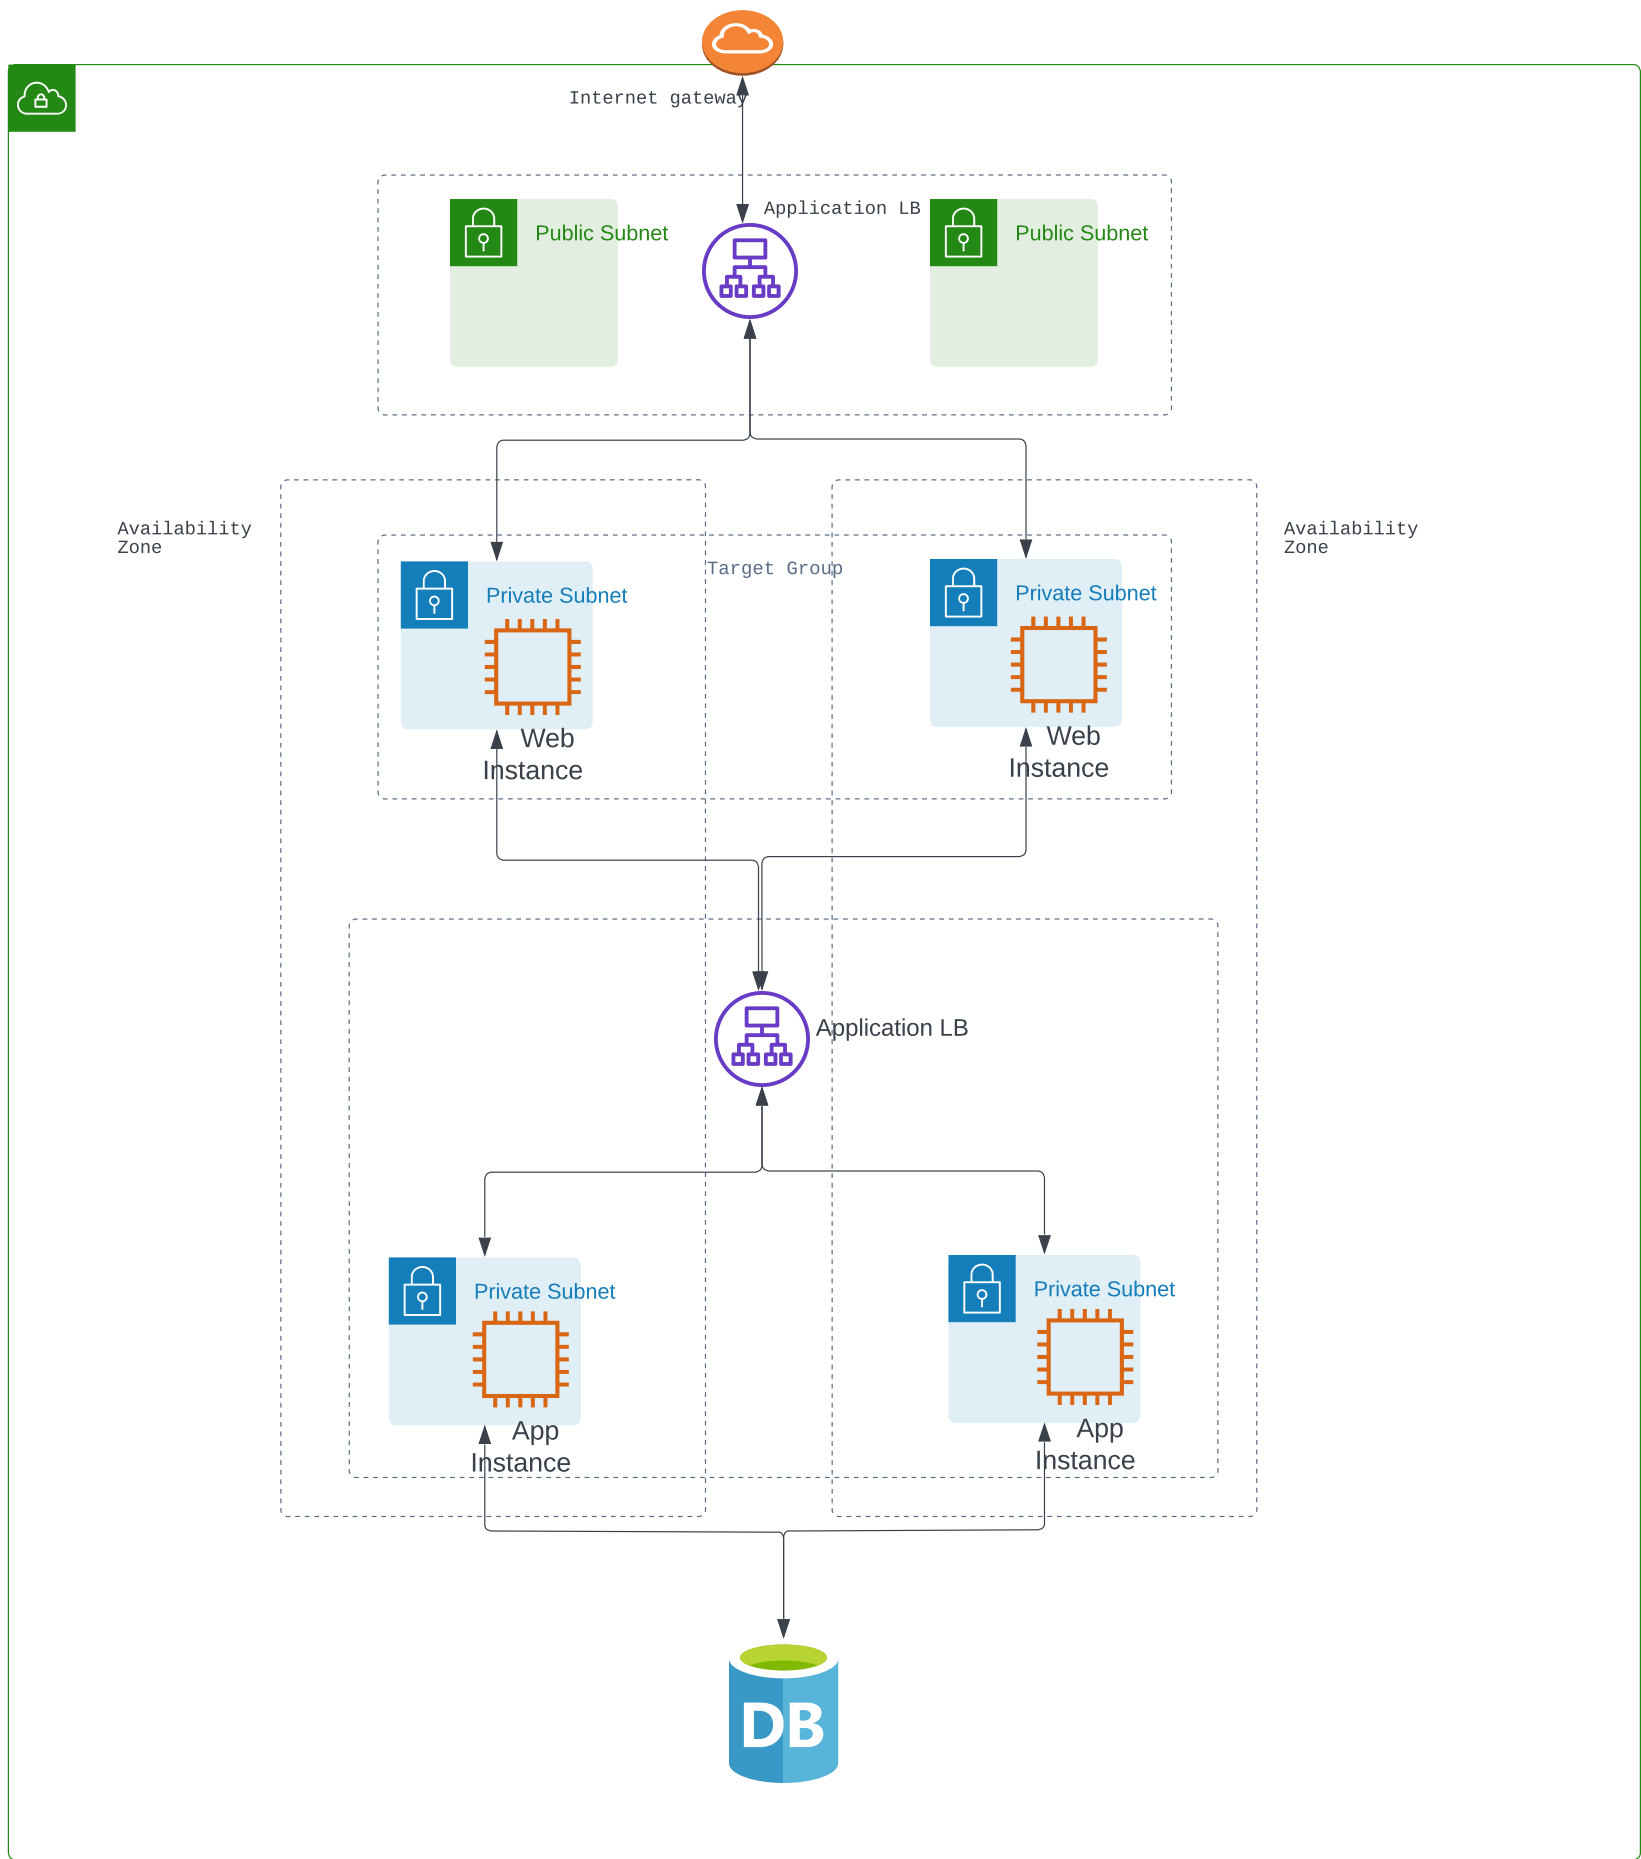 Internet gateway
Application LB
Public Subnet
Public Subnet
Availability
Zone
Availability
Zone
Target Group
Private Subnet
Private Subnet
Web
Instance
Web
Instance
Application LB
Private Subnet
Private Subnet
App
Instance
App
Instance
DB